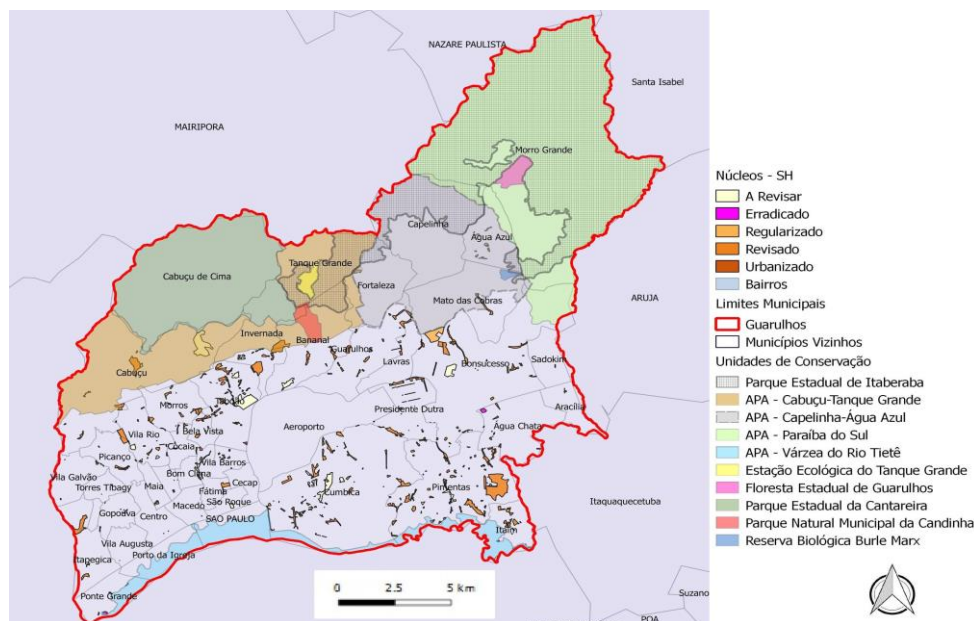 NAZARE PAULISTA
Santa Isabel
MAIRIPORA
Morro Grande
Capelinha
Água Azul
Cabuçu de Cima
Tanque Grande
Fortaleza
Mato das Cobras
ARUJA
Invernada
Bananal
Guarulhos
Lavras
Bonsucesso
Sadokim
Cabuçu
Taboão
Morros
Presidente Dutra
Aracília
Vila Rio
Bela Vista
Aeroporto
Água Chata
Cocaia
Picanço
Vila Barros
Vila Galvão
Bom Clima
Torres Tibagy
Maia
Fátima
Cecap
Cumbica
Pimentas
Itaquaquecetuba
Macedo
São Roque
Gopoúva
Centro
SAO PAULO
Itaim
Vila Augusta
Itapegica
Porto da Igreja
Ponte Grande
Suzano
POA
0 2.5 5 km
Núcleos - SH
A Revisar
Erradicado
Regularizado
Revisado
Urbanizado
Bairros
Limites Municipais
Guarulhos
Municípios Vizinhos
Unidades de Conservação
Parque Estadual de Itaberaba
APA - Cabuçu-Tanque Grande
APA - Capelinha-Água Azul
APA - Paraíba do Sul
APA - Várzea do Rio Tietê
Estação Ecológica do Tanque Grande
Floresta Estadual de Guarulhos
Parque Estadual da Cantareira
Parque Natural Municipal da Candinha
Reserva Biológica Burle Marx